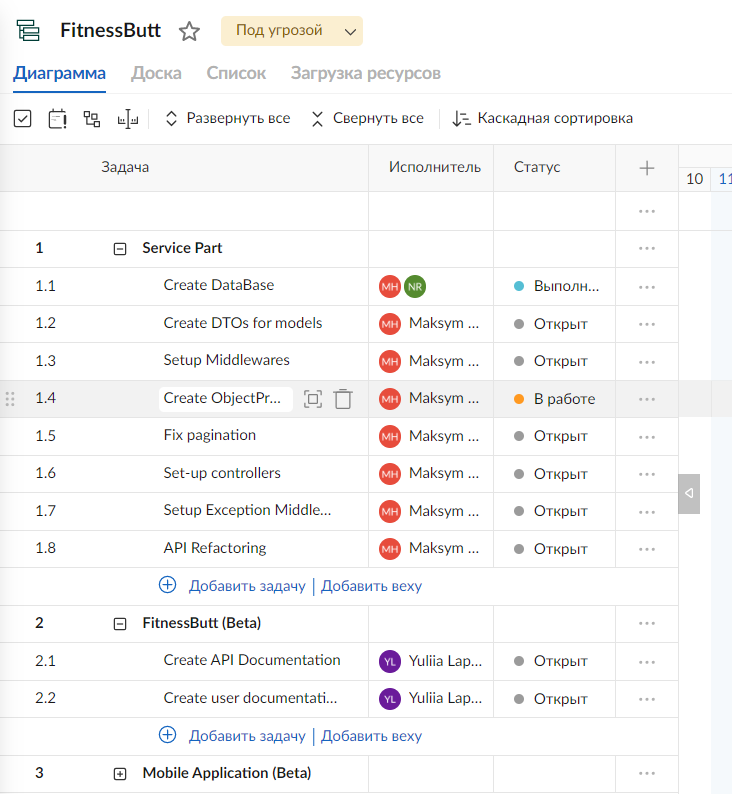 FitnessButt Под угрозой
Диаграмма Доска Список Загрузка ресурсов
Развернуть все Свернуть все Каскадная сортировка
Задача Исполнитель Статус
10 11
1 Service Part
1.1 Create DataBase MH NR Выполн...
1.2 Create DTOs for models MH Maksym ... Открыт
1.3 Setup Middlewares MH Maksym ... Открыт
1.4 Create ObjectPr... MH Maksym ... В работе
1.5 Fix pagination MH Maksym ... Открыт
1.6 Set-up controllers MH Maksym ... Открыт
1.7 Setup Exception Middle... MH Maksym ... Открыт
1.8 API Refactoring MH Maksym ... Открыт
Добавить задачу | Добавить веху
2 FitnessButt (Beta)
2.1 Create API Documentation YL Yuliia Lap... Открыт
2.2 Create user documentati... YL Yuliia Lap... Открыт
Добавить задачу | Добавить веху
3 Mobile Application (Beta)